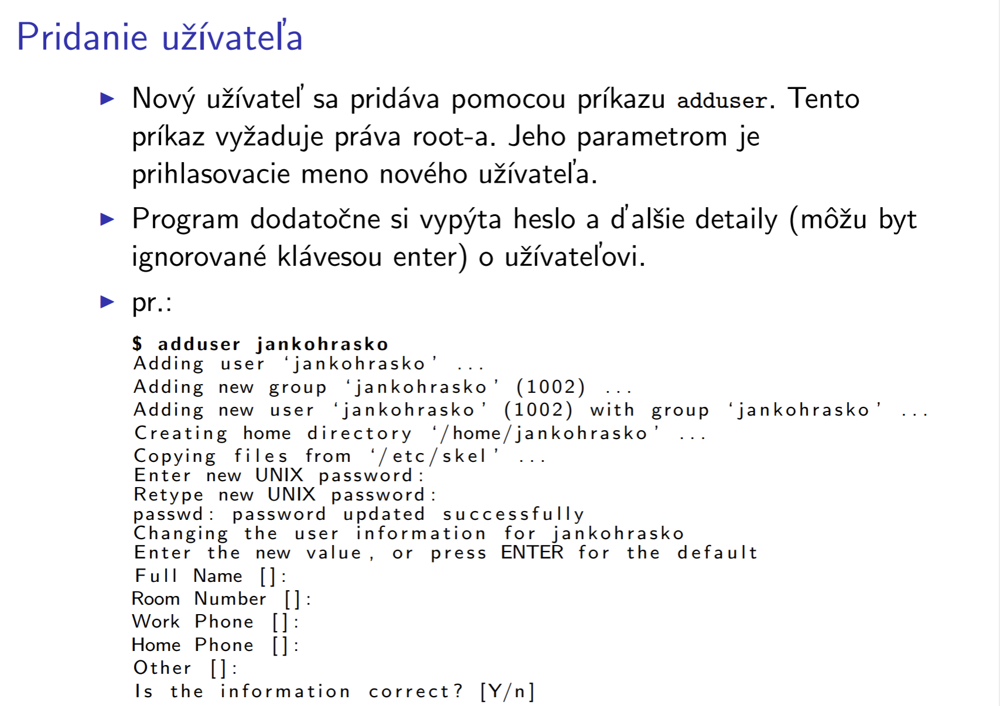 Pridanie užívateľa
▶ Nový užívateľ sa pridáva pomocou príkazu adduser. Tento
príkaz vyžaduje práva root-a. Jeho parametrom je
prihlasovacie meno nového užívateľa.
▶ Program dodatočne si vypýta heslo a ďalšie detaily (môžu byt
ignorované klávesou enter) o užívateľovi.
▶ pr.:
$ adduser jankohrasko
Adding user ‘jankohrasko’ ...
Adding new group ‘jankohrasko’ (1002) ...
Adding new user ‘jankohrasko’ (1002) with group ‘jankohrasko’ ...
Creating home directory ‘/home/jankohrasko’ ...
Copying files from ‘/etc/skel’ ...
Enter new UNIX password:
Retype new UNIX password:
passwd: password updated successfully
Changing the user information for jankohrasko
Enter the new value, or press ENTER for the default
Full Name []:
Room Number []:
Work Phone []:
Home Phone []:
Other []:
Is the information correct? [Y/n]